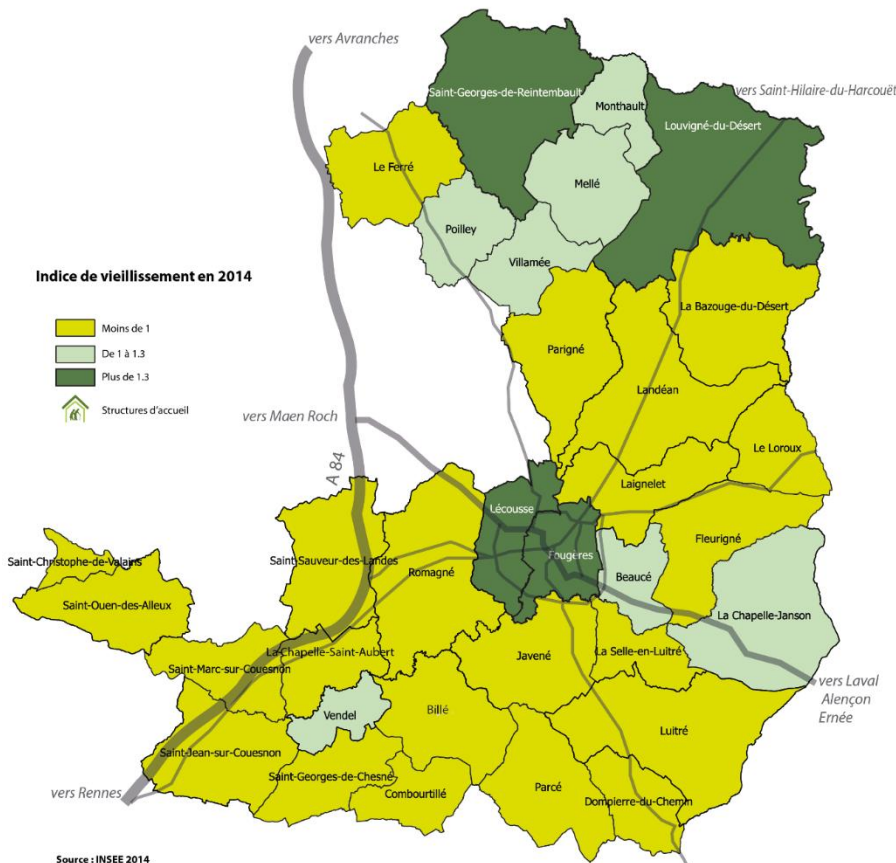 vers Avranches
Saint-Georges-de-Reintembault
vers Saint-Hilaire-du-Harcouët
Monthault
Louvigné-du-Désert
Le Ferré
Mellé
Poilley
Villamée
Indice de vieillissement en 2014
Moins de 1
De 1 à 1.3
Plus de 1.3
Structures d'accueil
La Bazouge-du-Désert
Parigné
Landéan
vers Maen Roch
A 84
Le Loroux
Laignelet
Lécousse
Fleurigné
Fougères
Saint-Christophe-de-Valains
Saint-Sauveur-des-Landes
Romagné
Beaucé
Saint-Ouen-des-Alleux
La Chapelle-Janson
La-Chapelle-Saint-Aubert
Javené
La Selle-en-Luitré
Saint-Marc-sur-Couesnon
vers Laval
Alençon
Ernée
Vendel
Billé
Luitré
Saint-Jean-sur-Couesnon
Saint-Georges-de-Chesné
Combourtillé
Parcé
Dompierre-du-Chemin
vers Rennes
Source : INSEE 2014